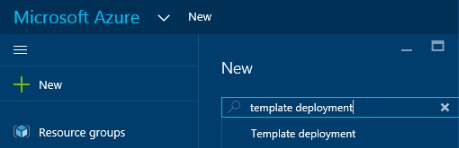 Microsoft Azure New
New
New
template deployment
Template deployment
Resource groups